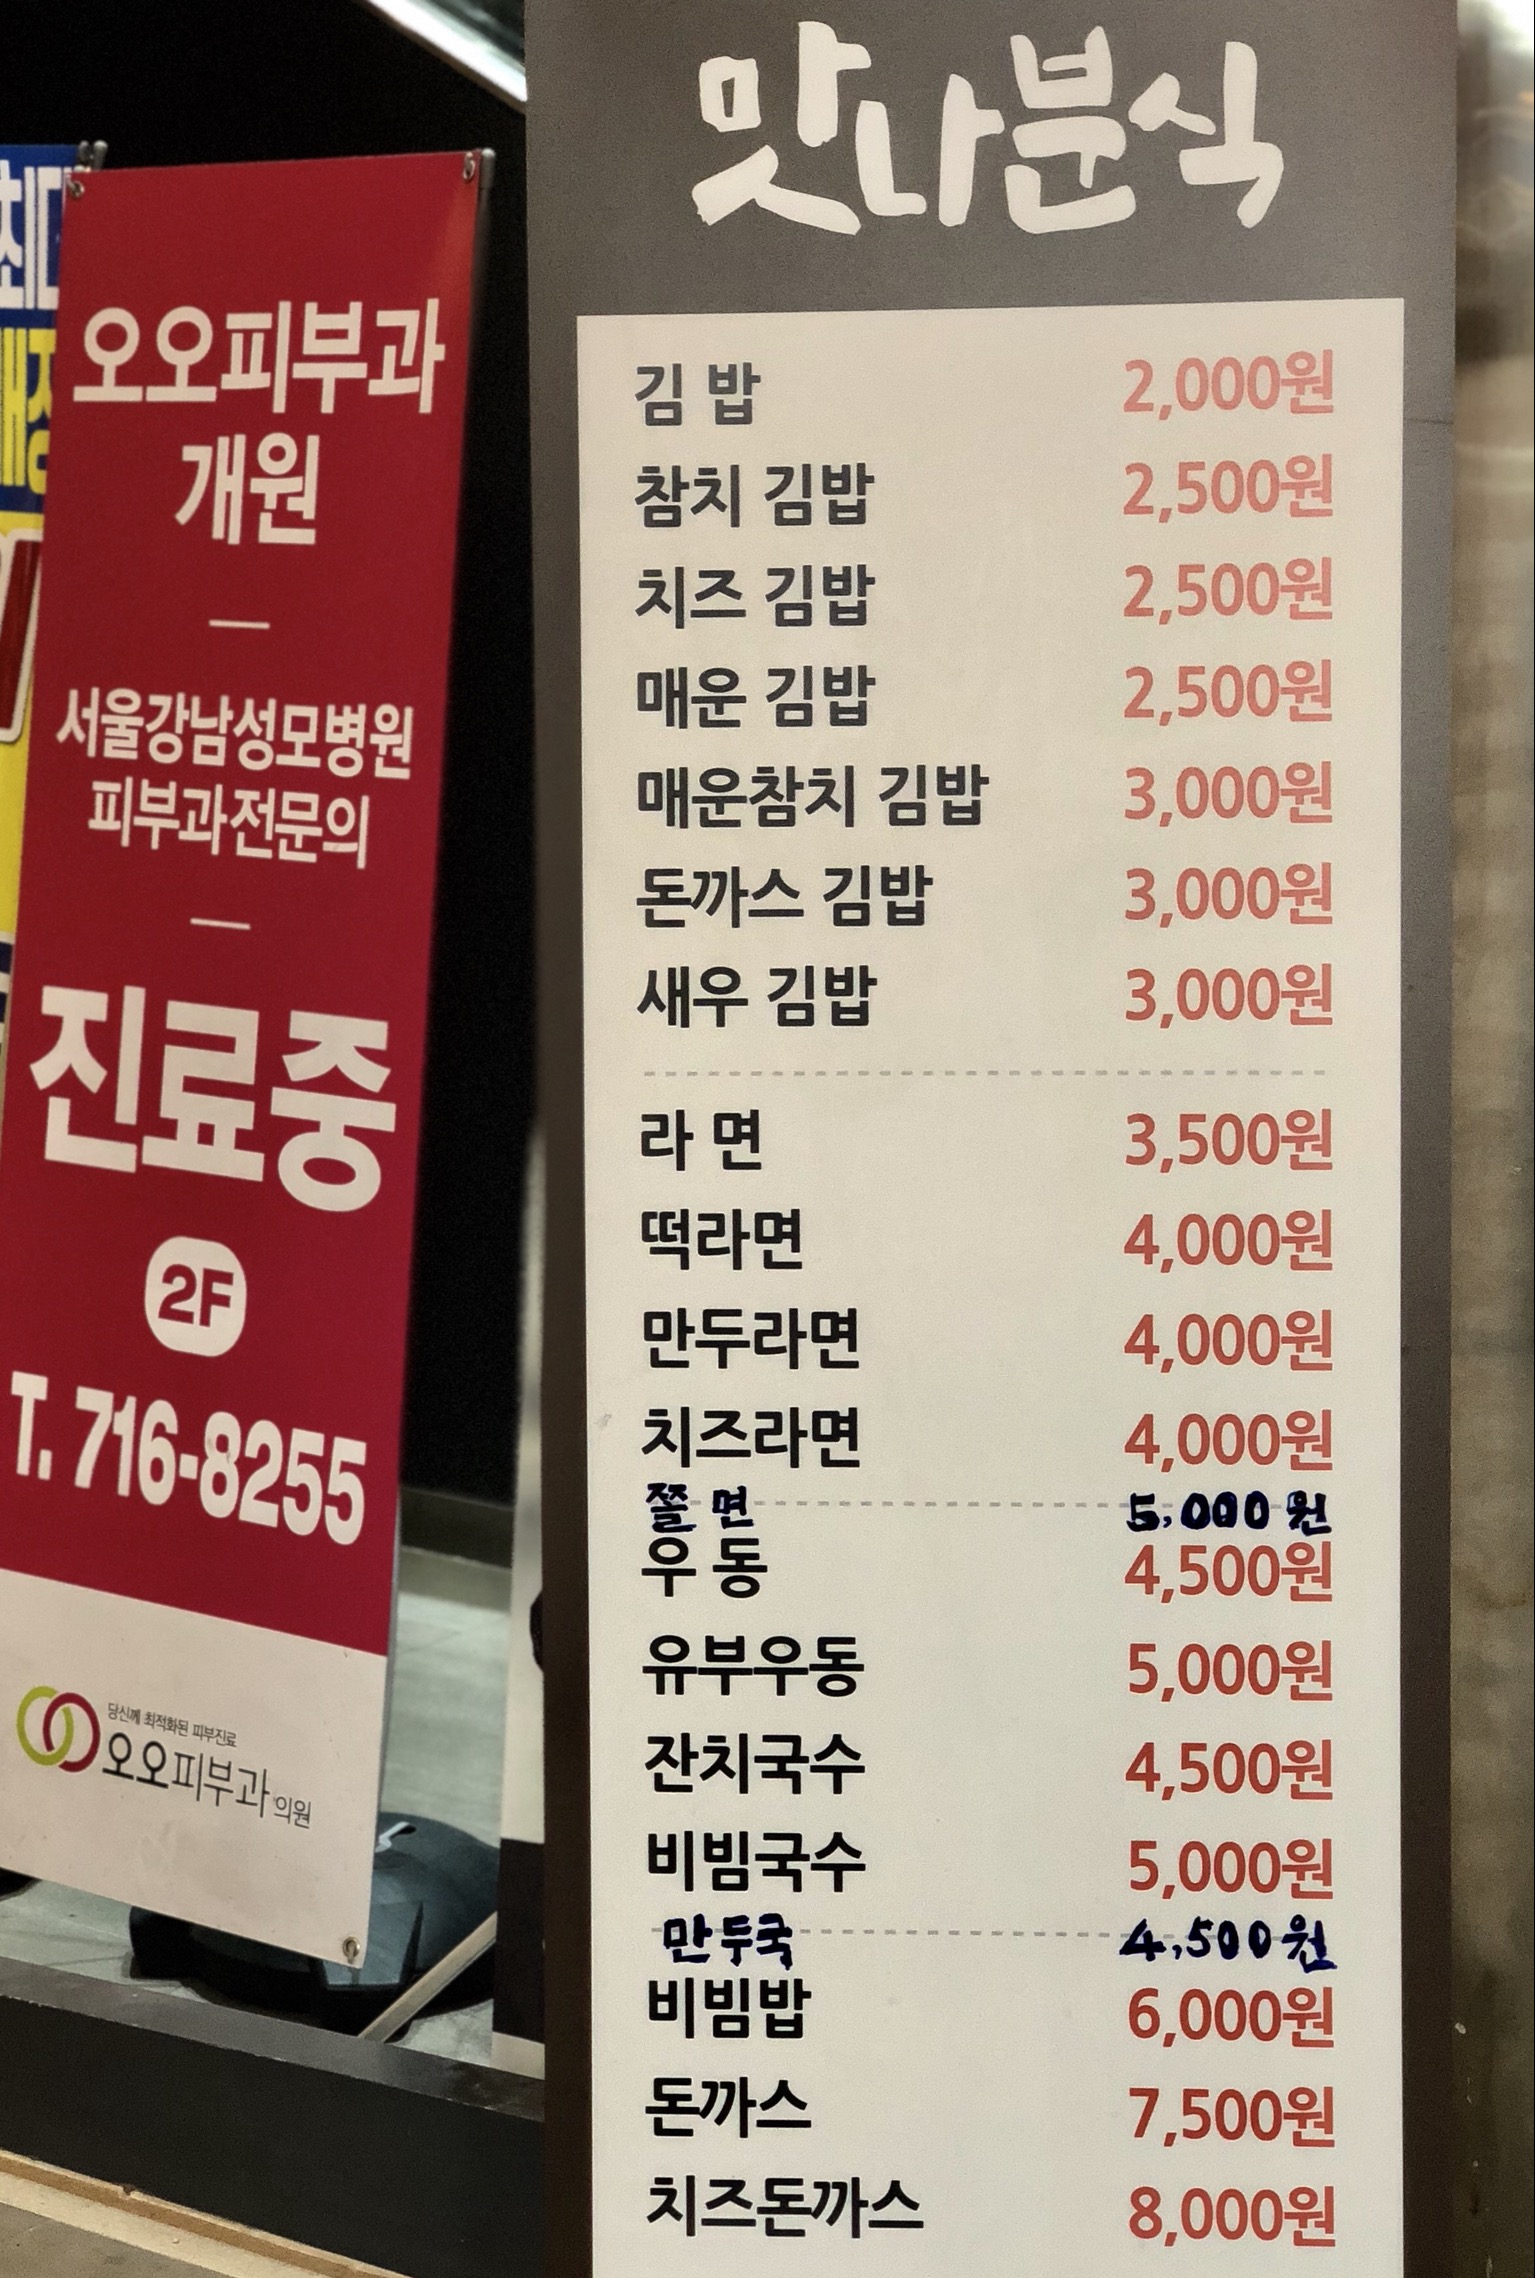 오오피부과
개원
서울강남성모병원
피부과전문의
진료중
2F
T. 716-8255
당신께 최적화된 피부진료
오오피부과의원
맛나분식
김 밥 2,000원
참치 김밥 2,500원
치즈 김밥 2,500원
매운 김밥 2,500원
매운참치 김밥 3,000원
돈까스 김밥 3,000원
새우 김밥 3,000원
라 면 3,500원
떡라면 4,000원
만두라면 4,000원
치즈라면 4,000원
쫄 면 5,000원
우 동 4,500원
유부우동 5,000원
잔치국수 4,500원
비빔국수 5,000원
만두국 4,500원
비빔밥 6,000원
돈까스 7,500원
치즈돈까스 8,000원